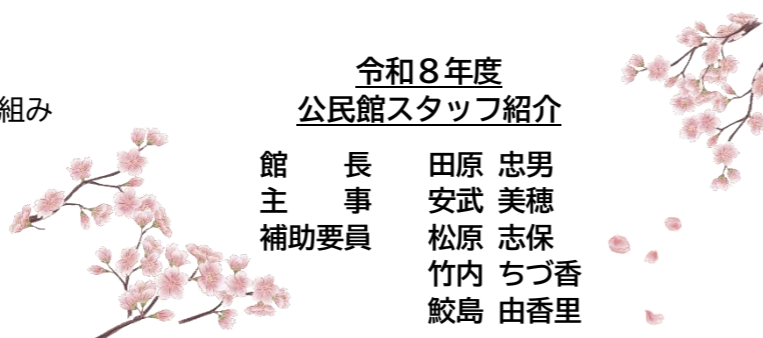 令和8年度
組み
公民館スタッフ紹介
館　　長　　田原 忠男
主　　事　　安武 美穂
補助要員　　松原 志保
竹内 ちづ香
鮫島 由香里